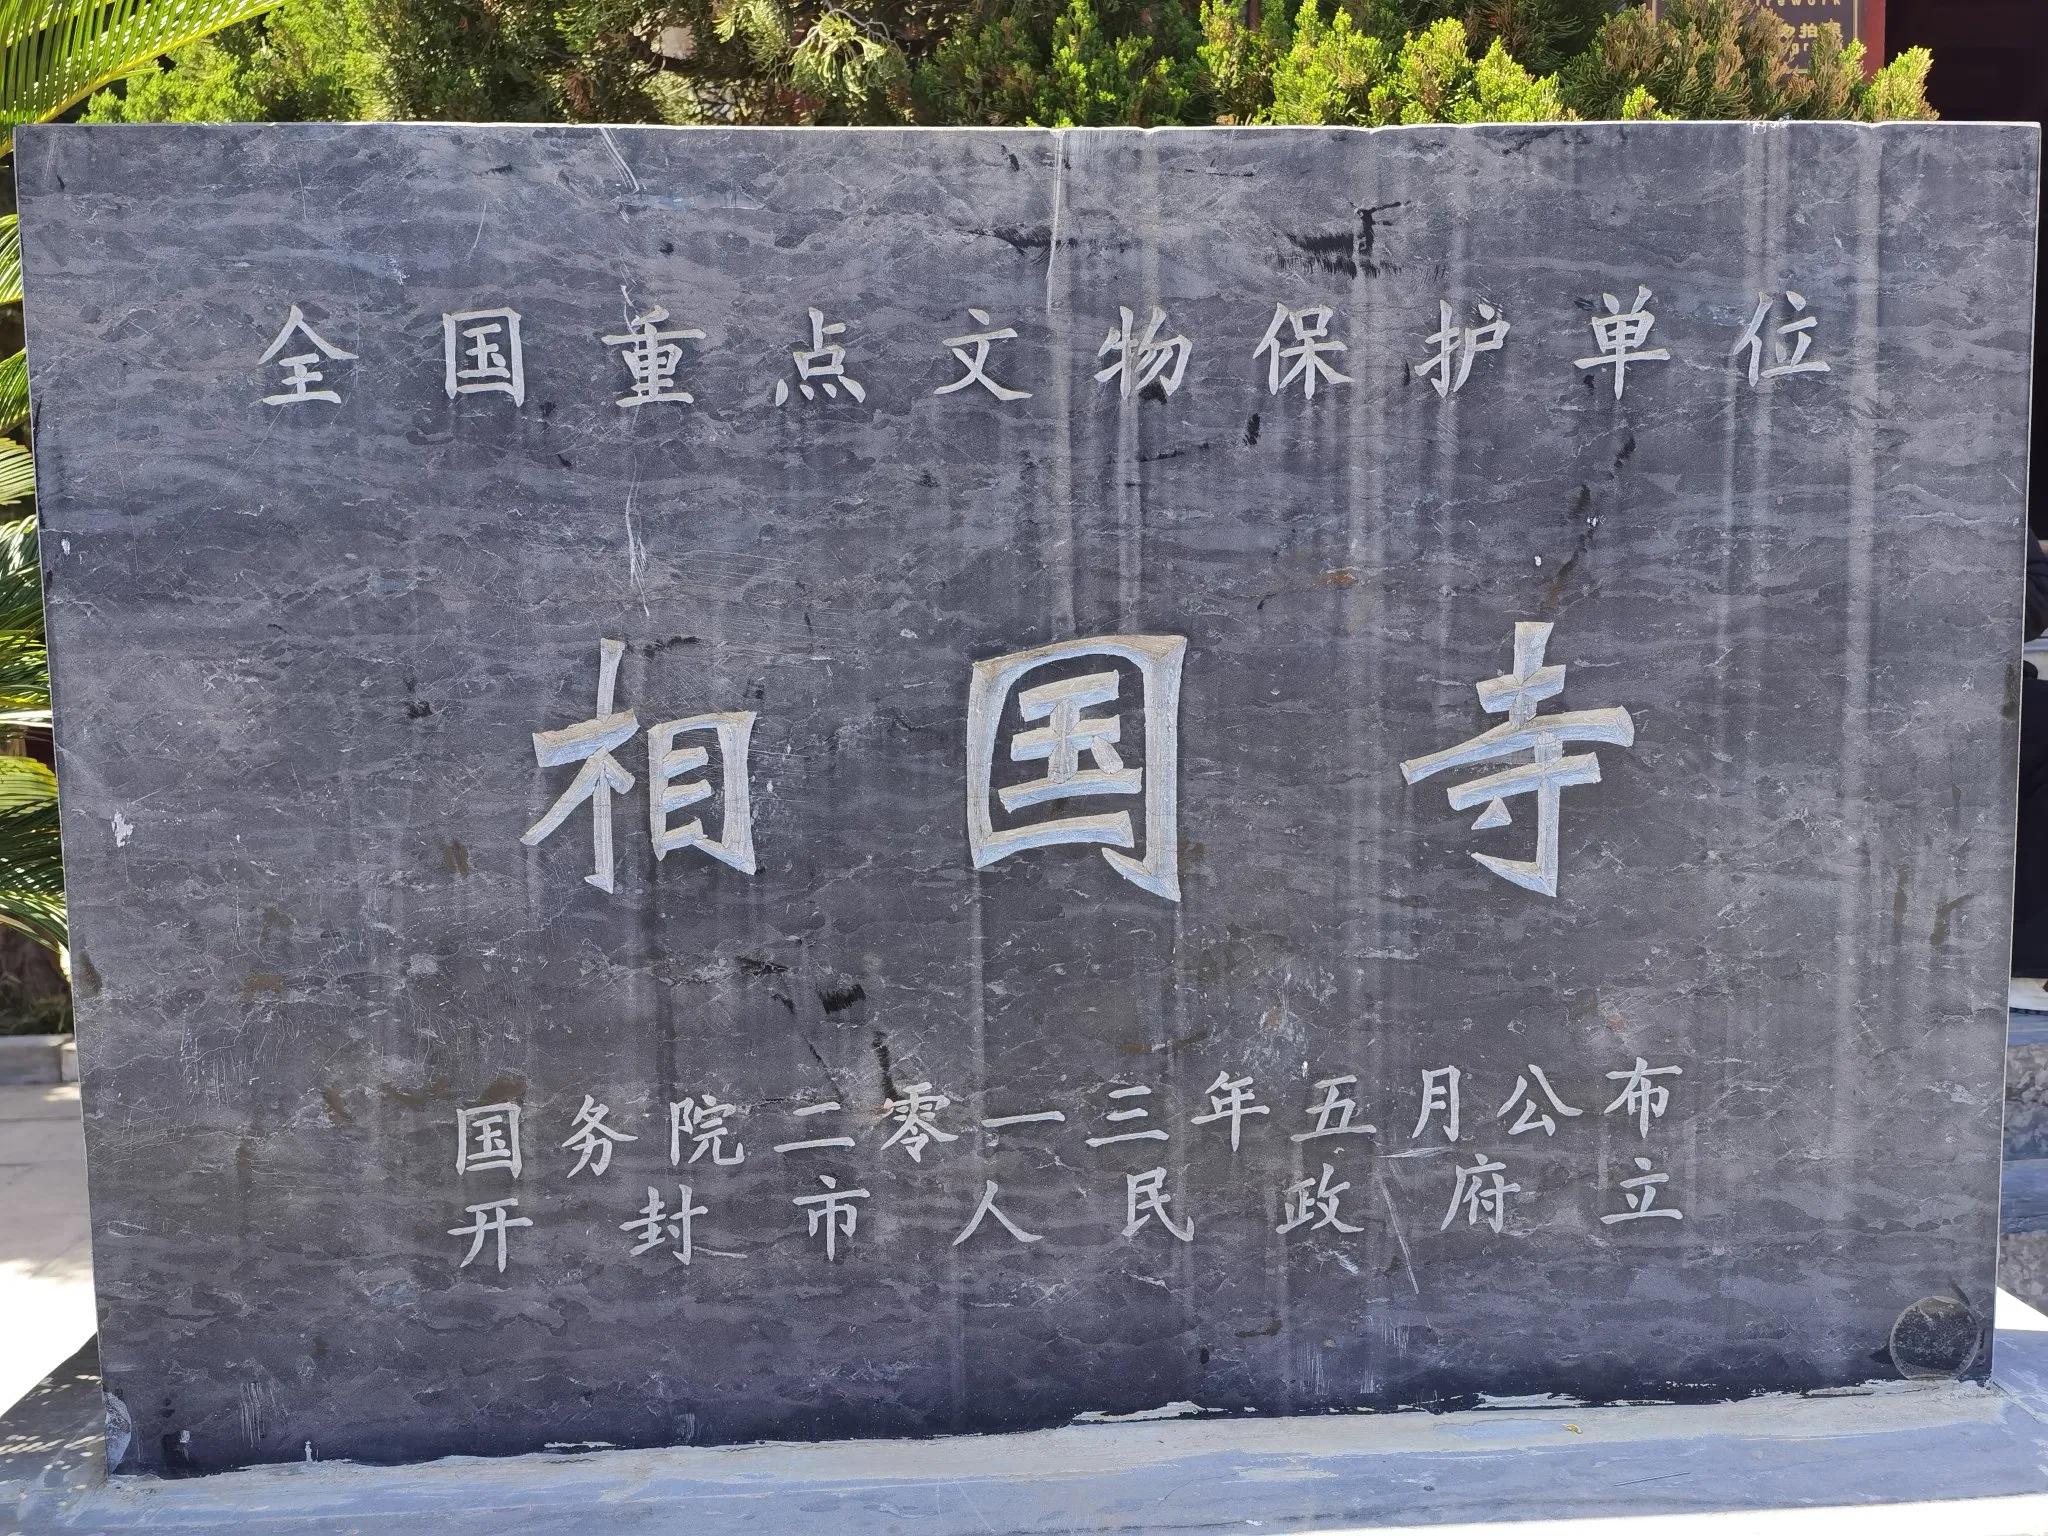 全国重点文物保护单位
相国寺
国务院二零一三年五月公布
开封市人民政府立